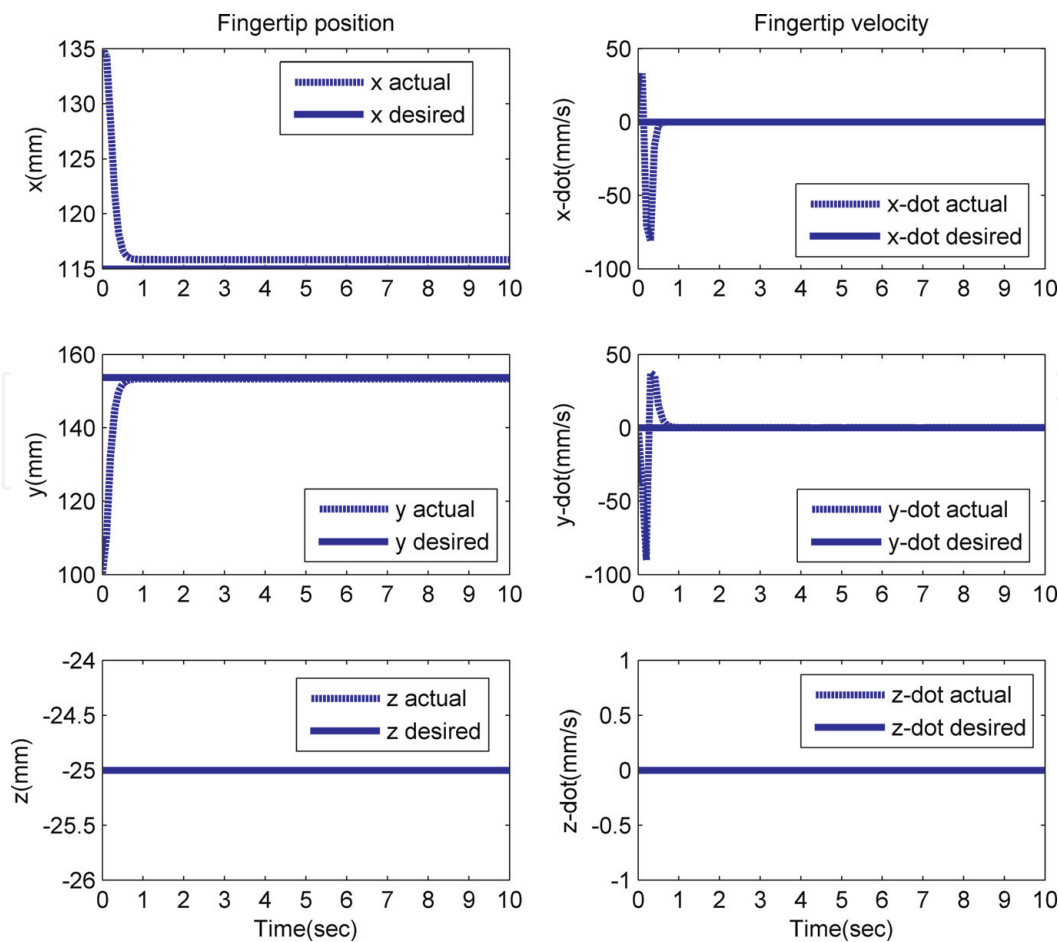 Fingertip position
135
130
125
120
115
x(mm)
x actual
x desired
0 1 2 3 4 5 6 7 8 9 10
Fingertip velocity
50
0
-50
-100
x-dot(mm/s)
x-dot actual
x-dot desired
0 1 2 3 4 5 6 7 8 9 10
160
140
120
100
y(mm)
y actual
y desired
0 1 2 3 4 5 6 7 8 9 10
50
0
-50
-100
y-dot(mm/s)
y-dot actual
y-dot desired
0 1 2 3 4 5 6 7 8 9 10
-24
-24.5
-25
-25.5
-26
z(mm)
z actual
z desired
0 1 2 3 4 5 6 7 8 9 10
Time(sec)
1
0.5
0
-0.5
-1
z-dot(mm/s)
z-dot actual
z-dot desired
0 1 2 3 4 5 6 7 8 9 10
Time(sec)